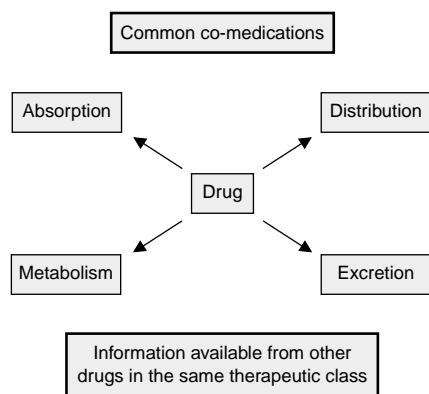 Common co-medications
Absorption
Distribution
Drug
Metabolism
Excretion
Information available from other
drugs in the same therapeutic class